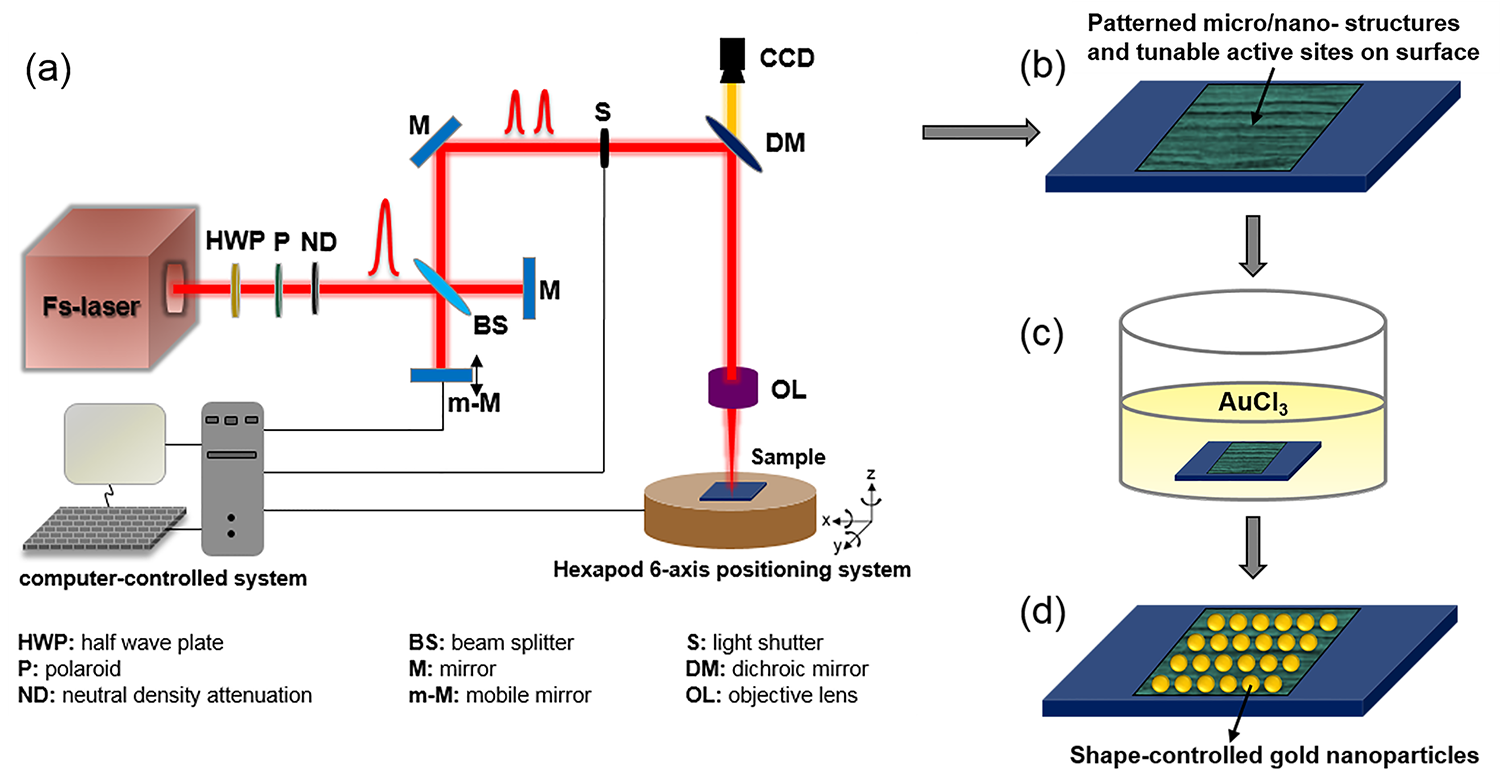 (a)
CCD
M
S
DM
HWP
P
ND
Fs-laser
M
BS
m-M
OL
Sample
z
x
y
computer-controlled system
Hexapod 6-axis positioning system
HWP: half wave plate
P: polaroid
ND: neutral density attenuation
BS: beam splitter
M: mirror
m-M: mobile mirror
S: light shutter
DM: dichroic mirror
OL: objective lens
(b)
Patterned micro/nano- structures
and tunable active sites on surface
(c)
AuCl3
(d)
Shape-controlled gold nanoparticles